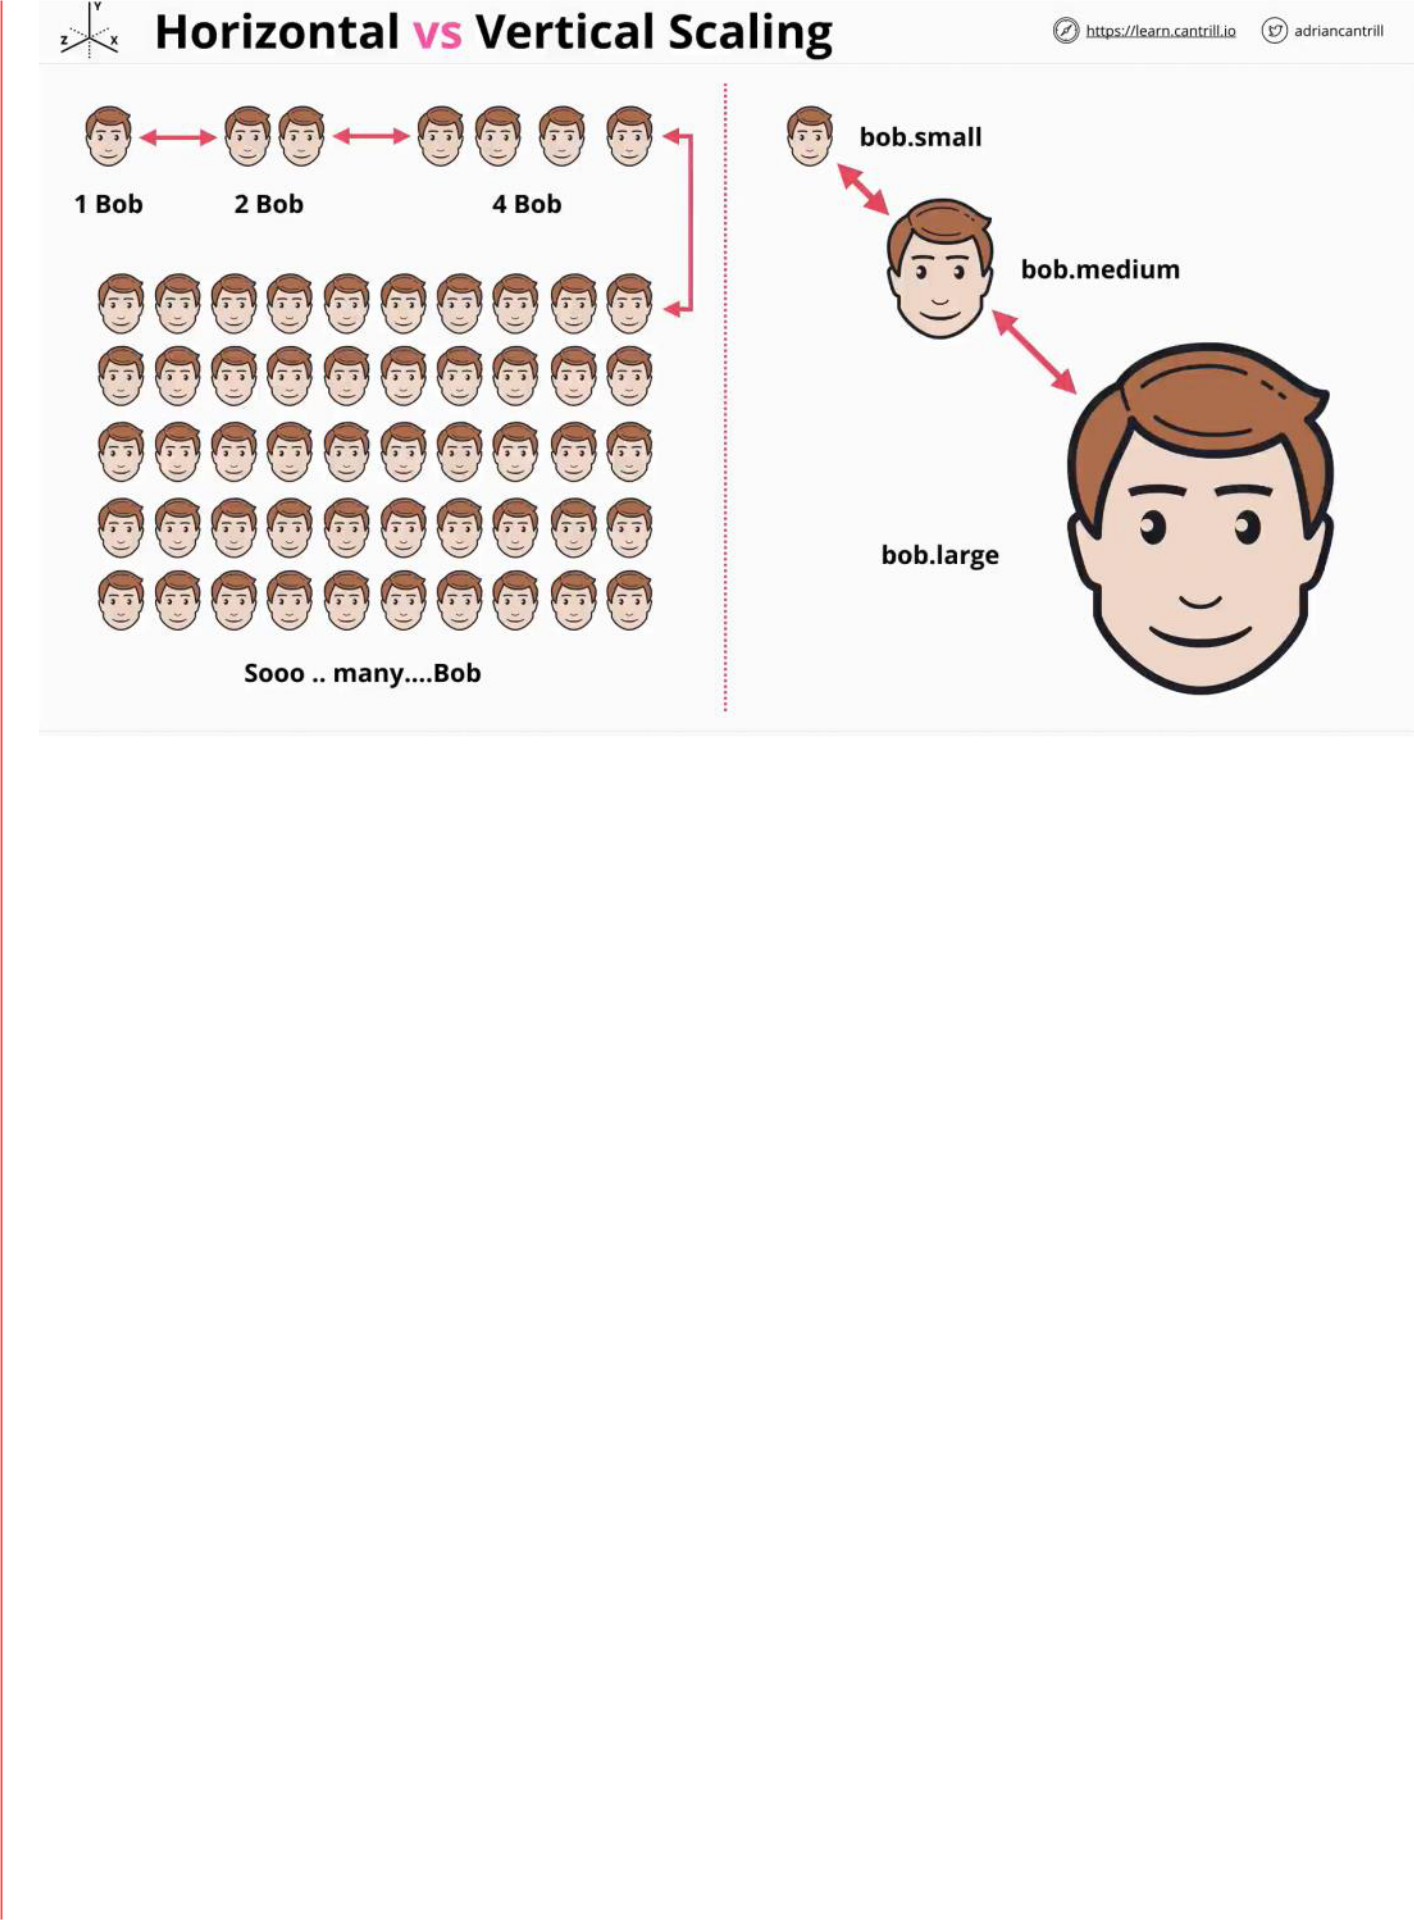 Y
Z X
Horizontal vs Vertical Scaling
https://learn.cantrill.io
adriancantrill
1 Bob
2 Bob
4 Bob
Sooo .. many....Bob
bob.small
bob.medium
bob.large